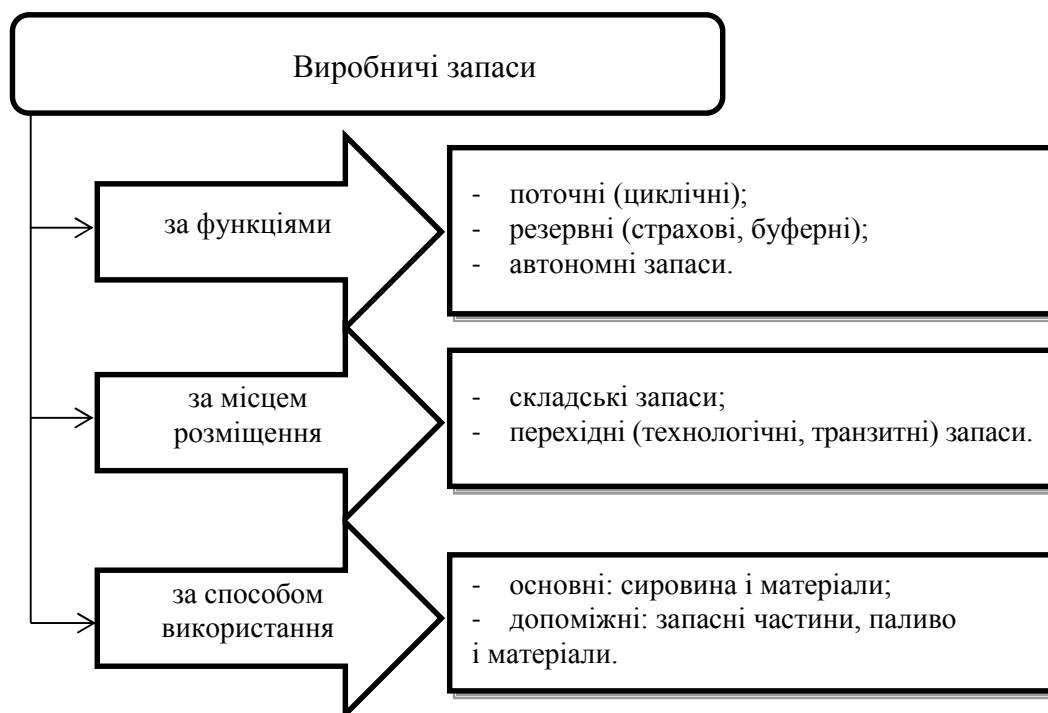 Виробничі запаси
за функціями
- поточні (циклічні);
- резервні (страхові, буферні);
- автономні запаси.
за місцем
розміщення
- складські запаси;
- перехідні (технологічні, транзитні) запаси.
за способом
використання
- основні: сировина і матеріали;
- допоміжні: запасні частини, паливо
і матеріали.